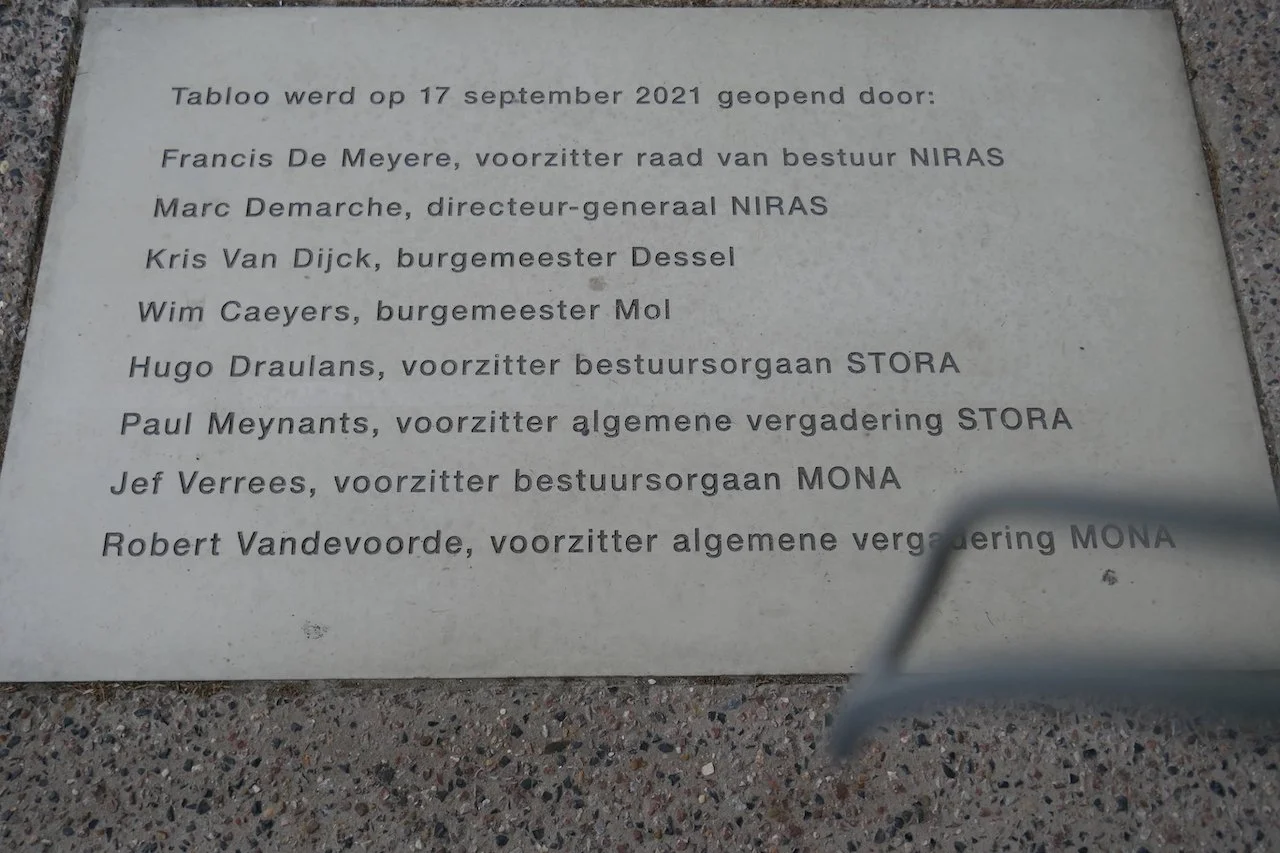 Tabloo werd op 17 september 2021 geopend door:
Francis De Meyere, voorzitter raad van bestuur NIRAS
Marc Demarche, directeur-generaal NIRAS
Kris Van Dijck, burgemeester Dessel
Wim Caeyers, burgemeester Mol
Hugo Draulans, voorzitter bestuursorgaan STORA
Paul Meynants, voorzitter algemene vergadering STORA
Jef Verrees, voorzitter bestuursorgaan MONA
Robert Vandevoorde, voorzitter algemene vergadering MONA